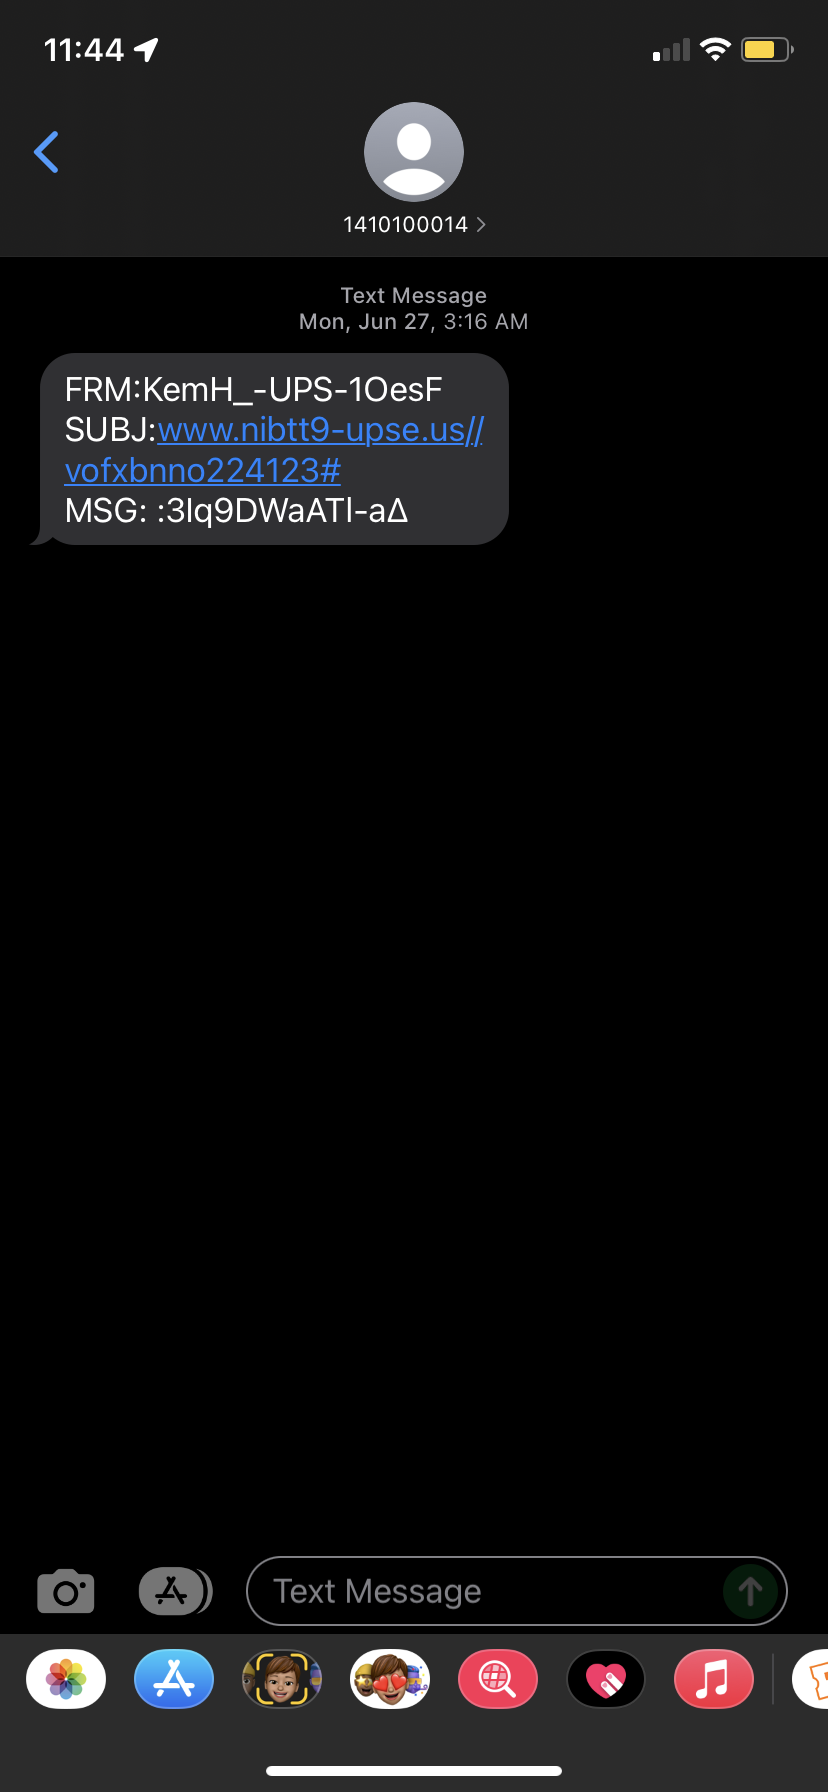 11:44
1410100014
Text Message
Mon, Jun 27, 3:16 AM
FRM:KemH_-UPS-1OesF
SUBJ:www.nibtt9-upse.us//
vofxbnno224123#
MSG: :3Iq9DWaATl-aΔ
Text Message